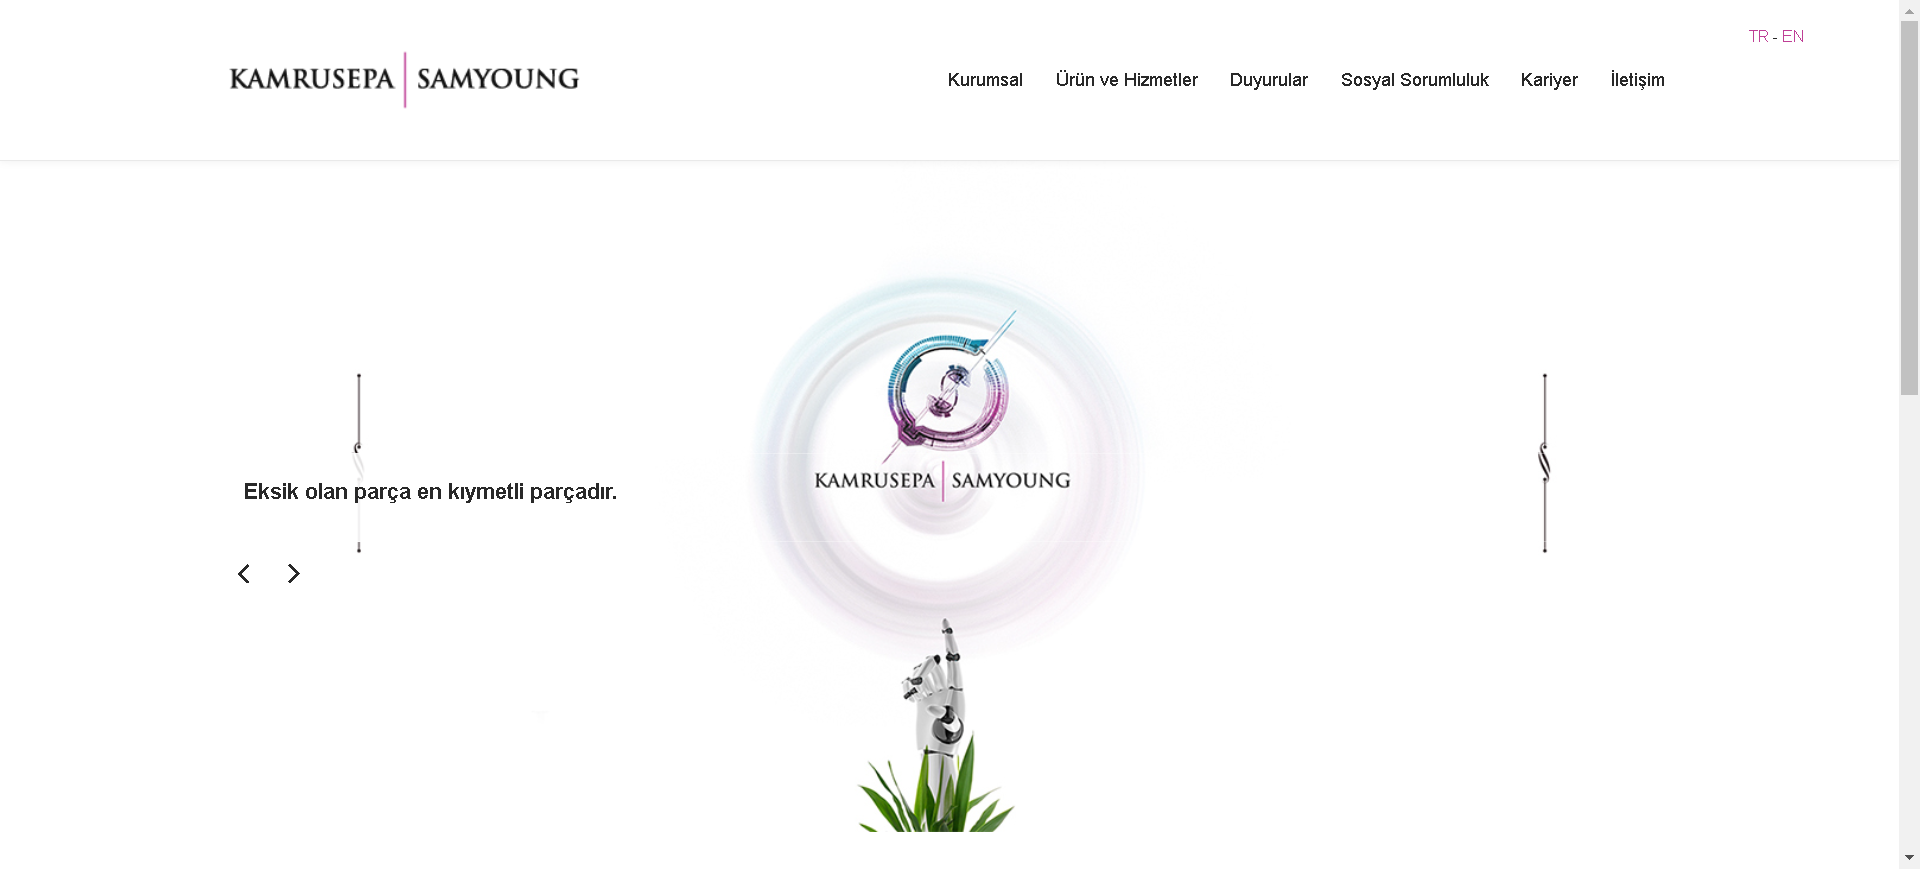 TR - EN
KAMRUSEPA | SAMYOUNG
Kurumsal Ürün ve Hizmetler Duyurular Sosyal Sorumluluk Kariyer İletişim
KAMRUSEPA | SAMYOUNG
Eksik olan parça en kıymetli parçadır.